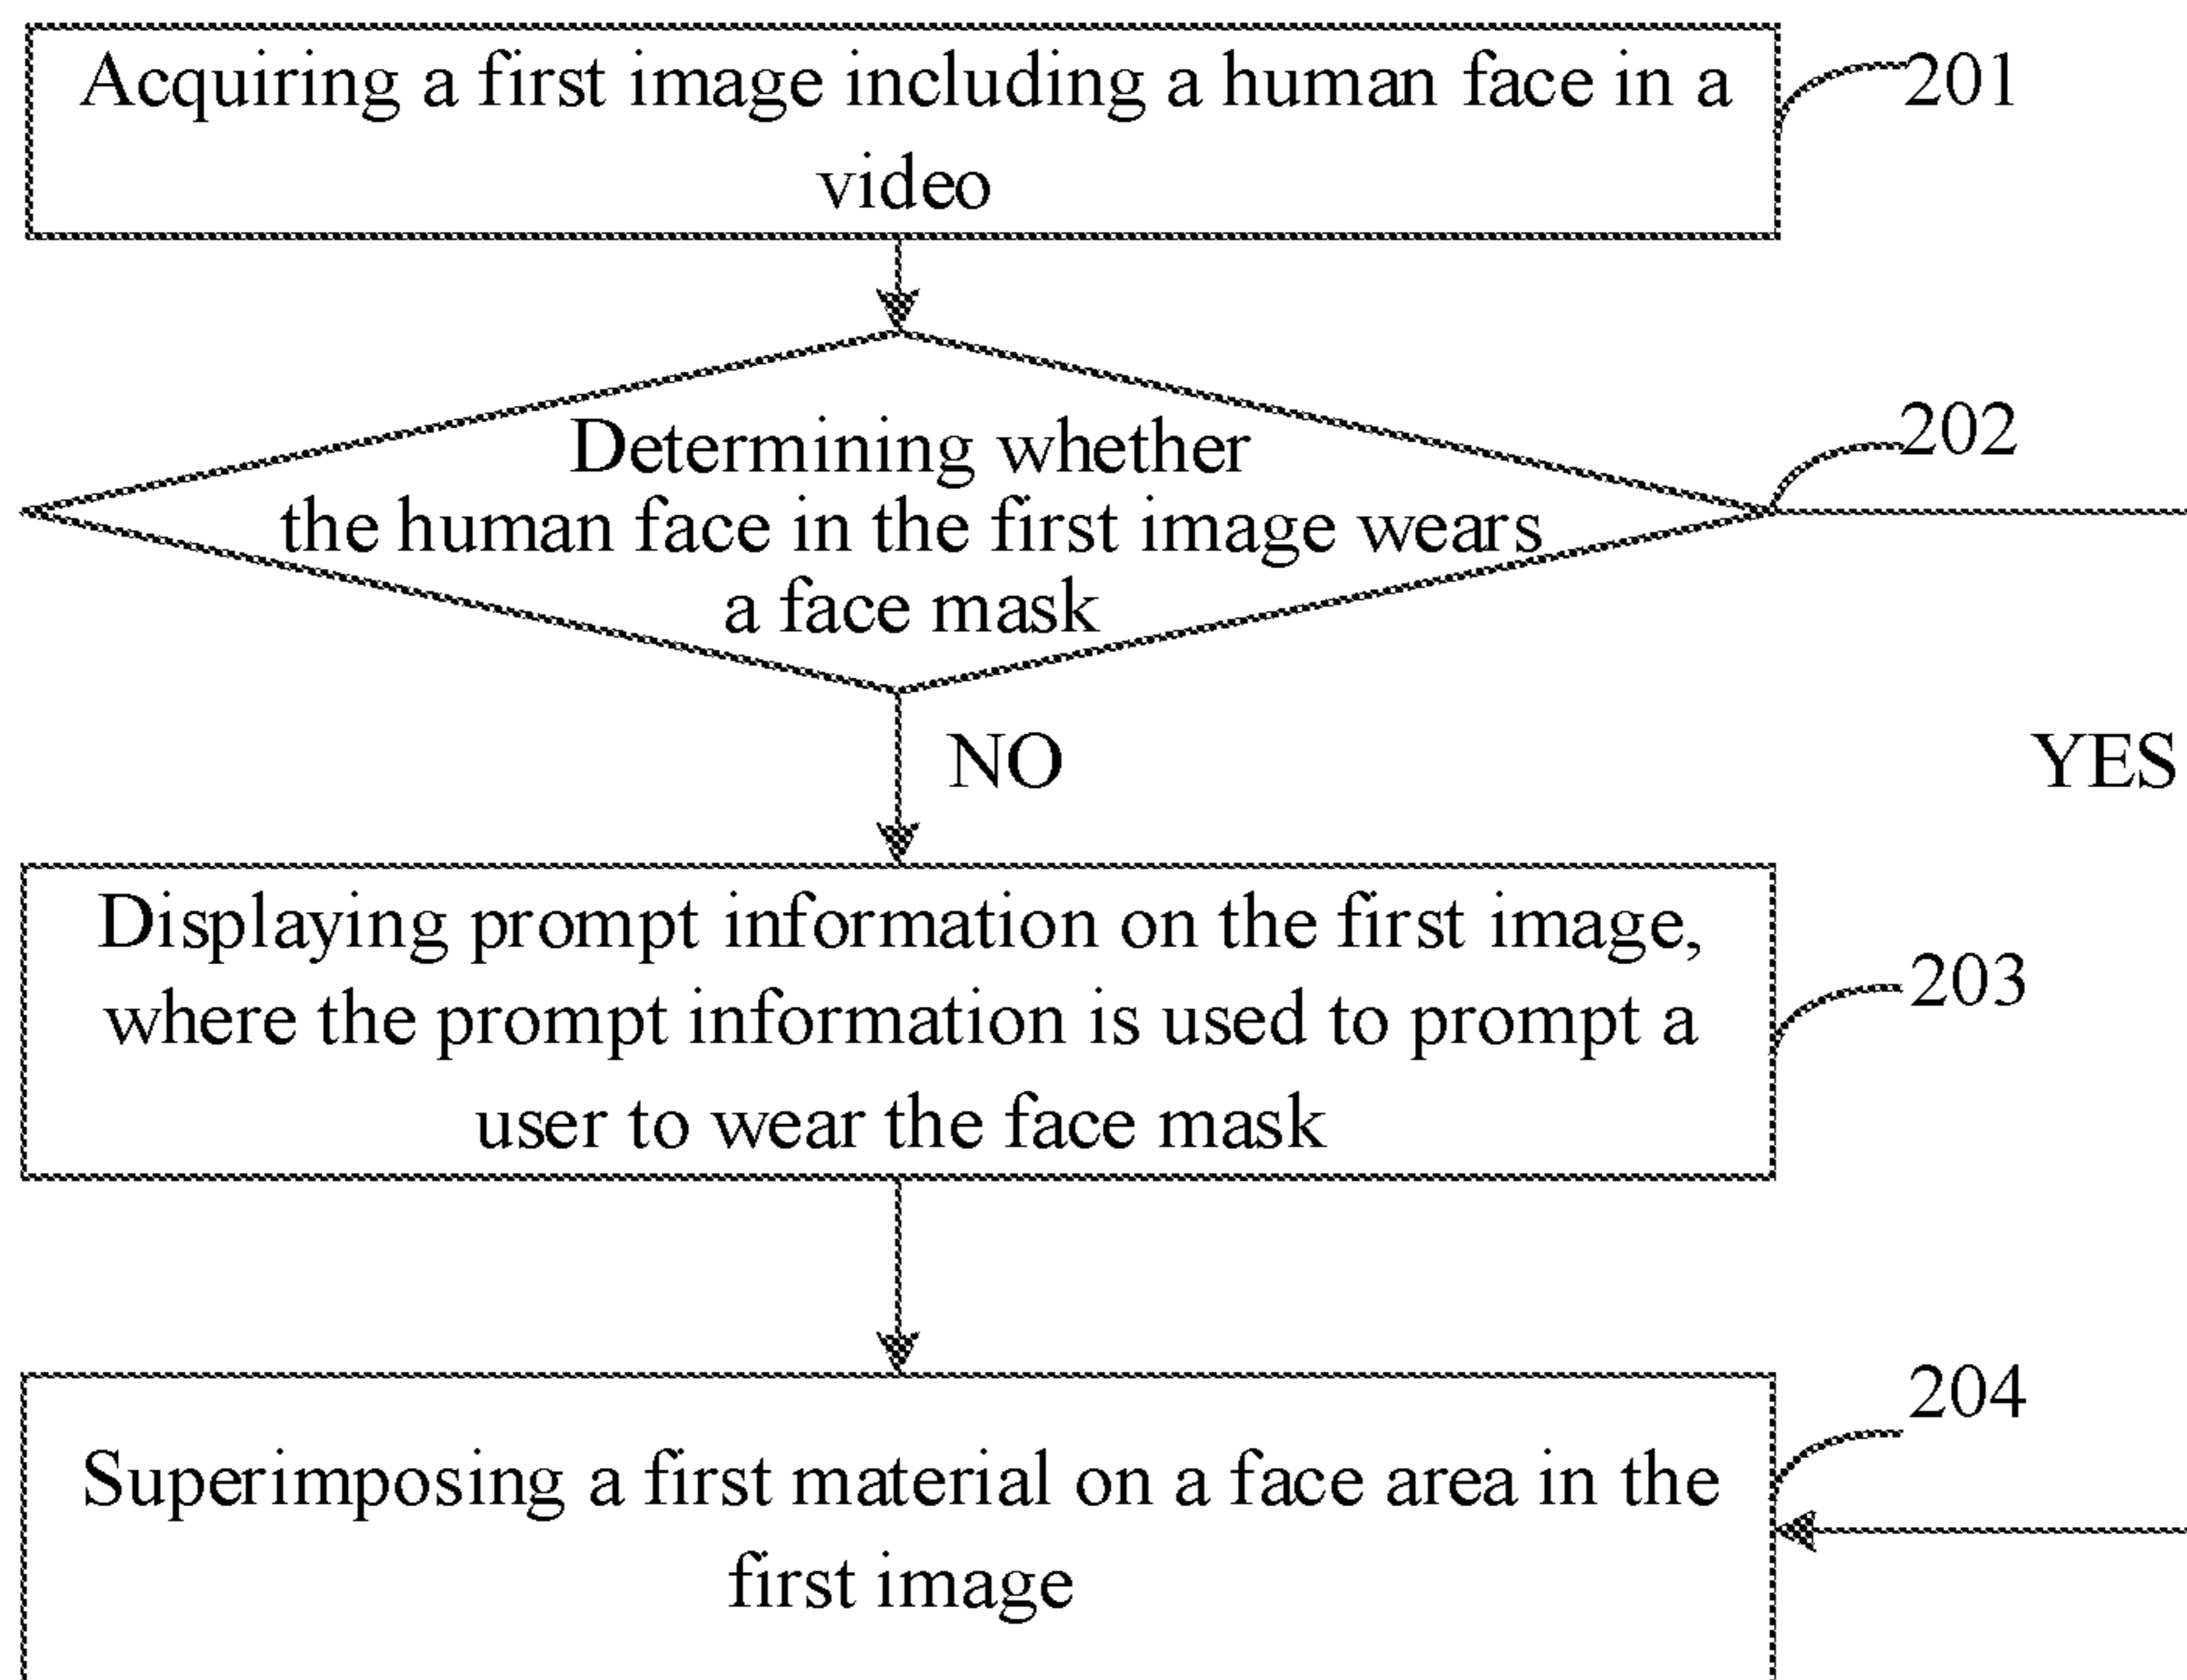 Acquiring a first image including a human face in a
video
201
Determining whether
the human face in the first image wears
a face mask
202
NO
YES
Displaying prompt information on the first image,
where the prompt information is used to prompt a
user to wear the face mask
203
Superimposing a first material on a face area in the
first image
204